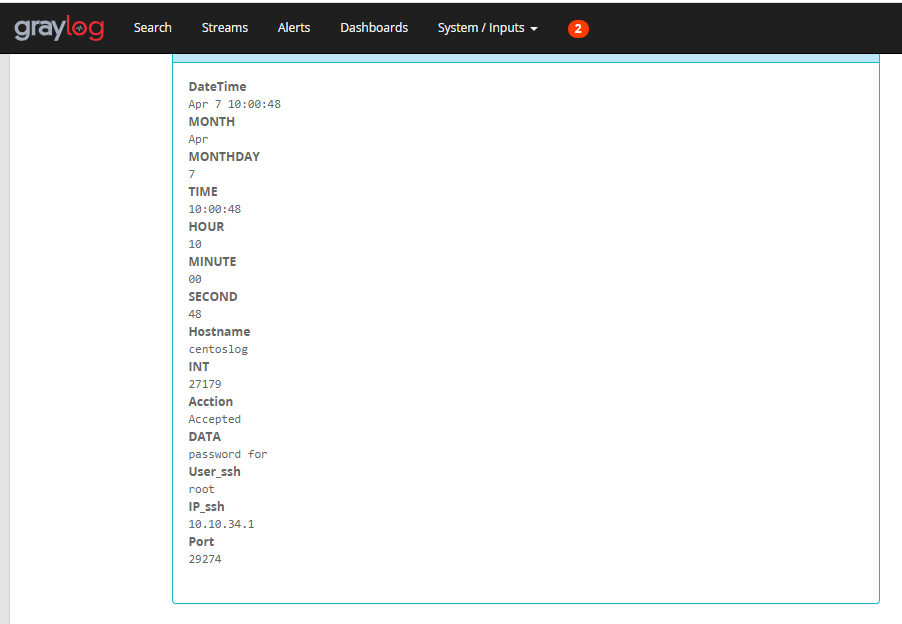 graylog Search Streams Alerts Dashboards System / Inputs 2
DateTime
Apr 7 10:00:48
MONTH
Apr
MONTHDAY
7
TIME
10:00:48
HOUR
10
MINUTE
00
SECOND
48
Hostname
centoslog
INT
27179
Acction
Accepted
DATA
password for
User_ssh
root
IP_ssh
10.10.34.1
Port
29274